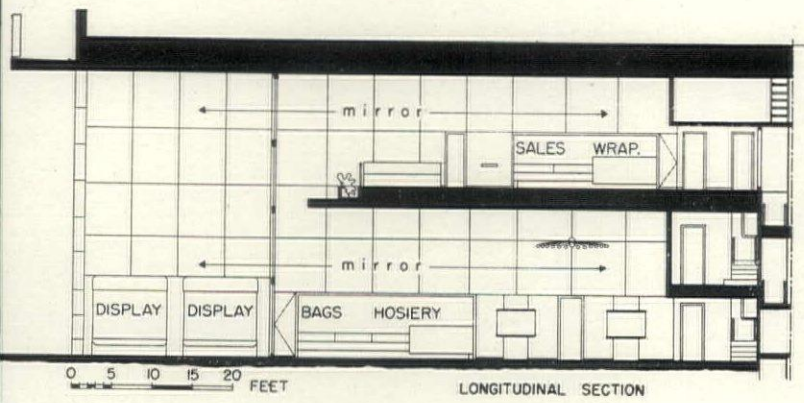 mirror
SALES WRAP.
mirror
DISPLAY DISPLAY BAGS HOSIERY
0 5 10 15 20 FEET
LONGITUDINAL SECTION